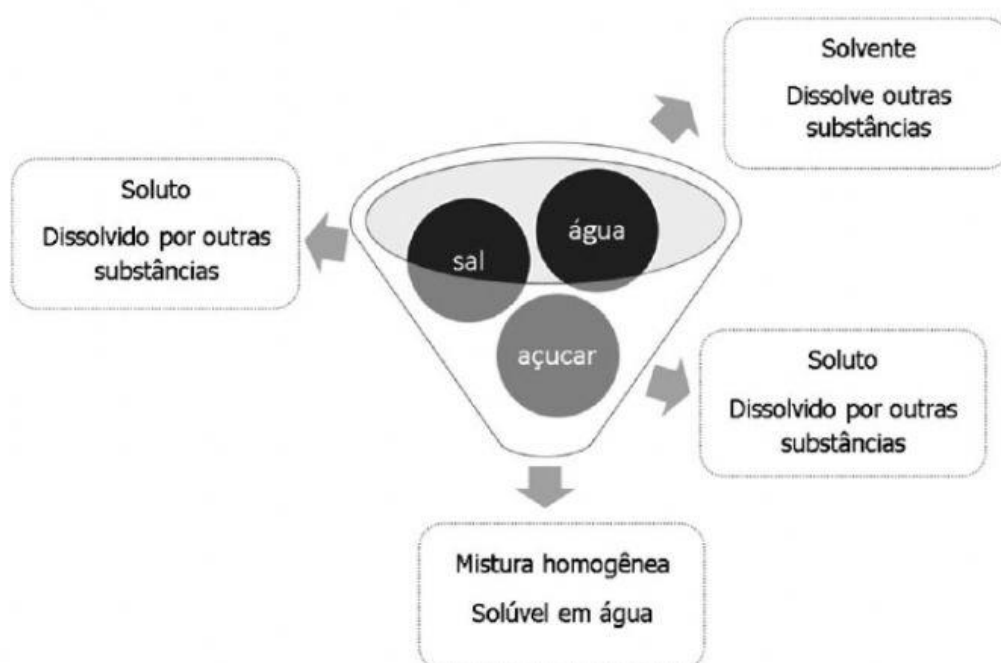 Solvente
Dissolve outras
substâncias
Soluto
Dissolvido por outras
substâncias
água
sal
açucar
Soluto
Dissolvido por outras
substâncias
Mistura homogênea
Solúvel em água